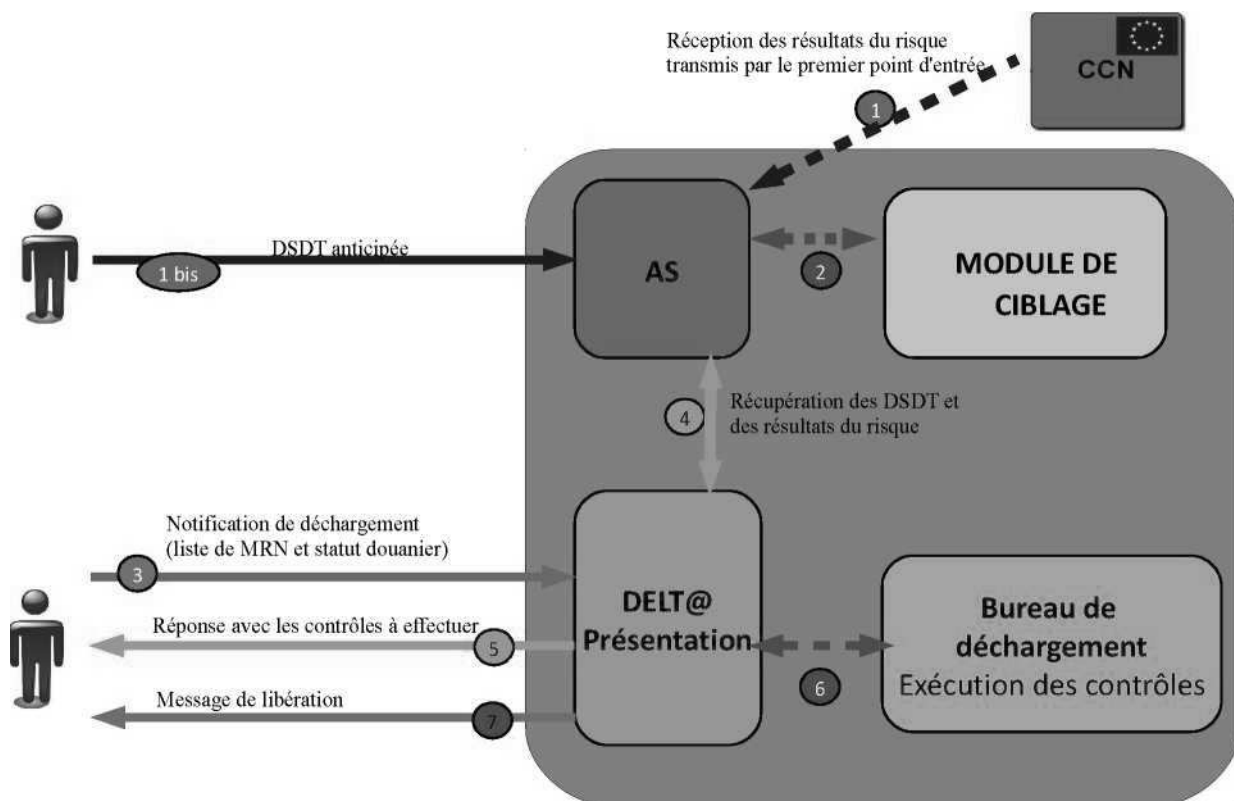 Réception des résultats du risque
transmis par le premier point d'entrée
CCN
1
DSDT anticipée
1 bis
AS
2
MODULE DE
CIBLAGE
4
Récupération des DSDT et
des résultats du risque
Notification de déchargement
(liste de MRN et statut douanier)
3
DELT@
Présentation
Réponse avec les contrôles à effectuer
5
6
Bureau de
déchargement
Exécution des contrôles
Message de libération
7